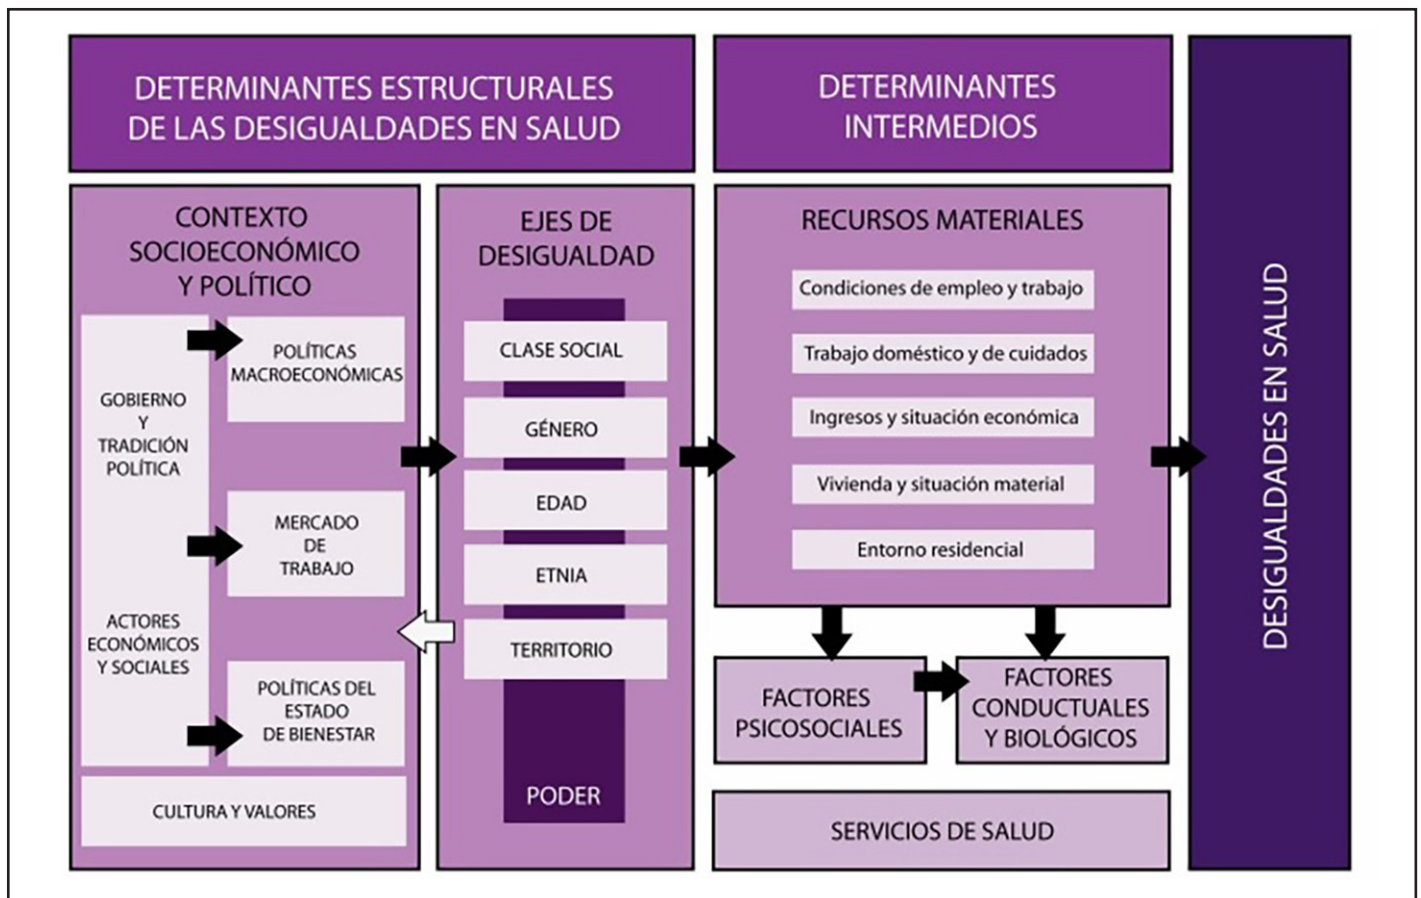 DETERMINANTES ESTRUCTURALES
DE LAS DESIGUALDADES EN SALUD
CONTEXTO
SOCIOECONÓMICO
Y POLÍTICO
GOBIERNO
Y
TRADICIÓN
POLÍTICA
ACTORES
ECONÓMICOS
Y SOCIALES
POLÍTICAS
MACROECONÓMICAS
MERCADO
DE
TRABAJO
POLÍTICAS DEL
ESTADO
DE BIENESTAR
CULTURA Y VALORES
EJES DE
DESIGUALDAD
CLASE SOCIAL
GÉNERO
EDAD
ETNIA
TERRITORIO
PODER
DETERMINANTES
INTERMEDIOS
RECURSOS MATERIALES
Condiciones de empleo y trabajo
Trabajo doméstico y de cuidados
Ingresos y situación económica
Vivienda y situación material
Entorno residencial
FACTORES
PSICOSOCIALES
FACTORES
CONDUCTUALES
Y BIOLÓGICOS
SERVICIOS DE SALUD
DESIGUALDADES EN SALUD